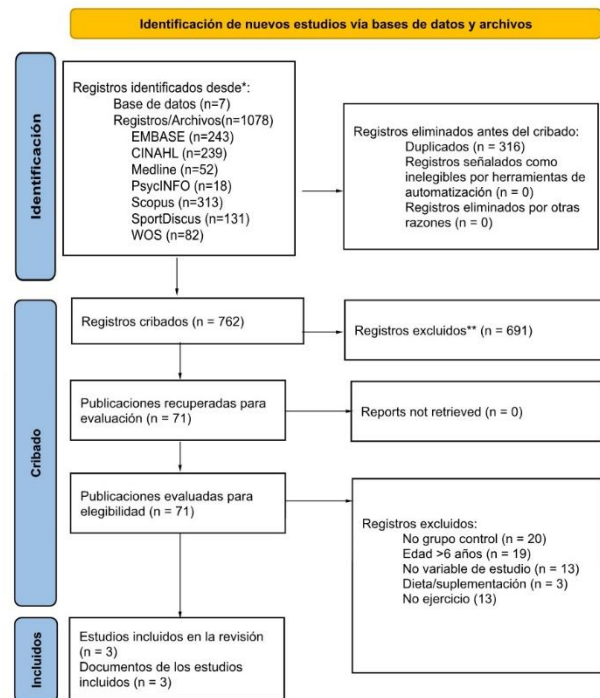 Identificación de nuevos estudios vía bases de datos y archivos
Identificación
Registros identificados desde*:
Base de datos (n=7)
Registros/Archivos(n=1078)
EMBASE (n=243)
CINAHL (n=239)
Medline (n=52)
PsycINFO (n=18)
Scopus (n=313)
SportDiscus (n=131)
WOS (n=82)
Registros eliminados antes del cribado:
Duplicados (n = 316)
Registros señalados como
inelegibles por herramientas de
automatización (n = 0)
Registros eliminados por otras
razones (n = 0)
Cribado
Registros cribados (n = 762)
Registros excluidos** (n = 691)
Publicaciones recuperadas para
evaluación (n = 71)
Reports not retrieved (n = 0)
Publicaciones evaluadas para
elegibilidad (n = 71)
Registros excluidos:
No grupo control (n = 20)
Edad >6 años (n = 19)
No variable de estudio (n = 13)
Dieta/suplementación (n = 3)
No ejercicio (13)
Incluidos
Estudios incluidos en la revisión
(n = 3)
Documentos de los estudios
incluidos (n = 3)